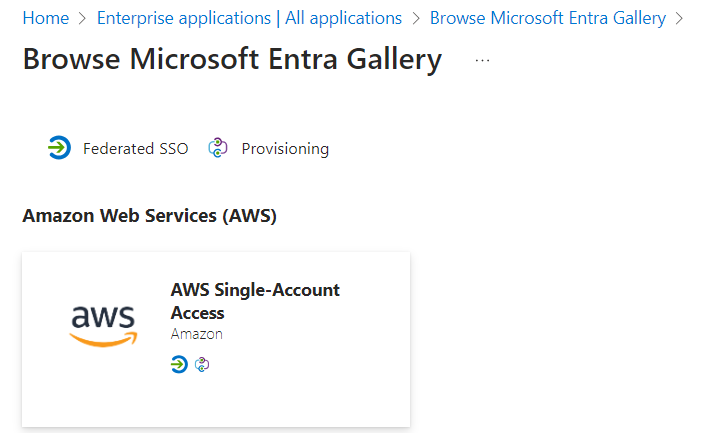 Home > Enterprise applications | All applications > Browse Microsoft Entra Gallery >
Browse Microsoft Entra Gallery ...
Federated SSO Provisioning
Amazon Web Services (AWS)
aws
AWS Single-Account
Access
Amazon